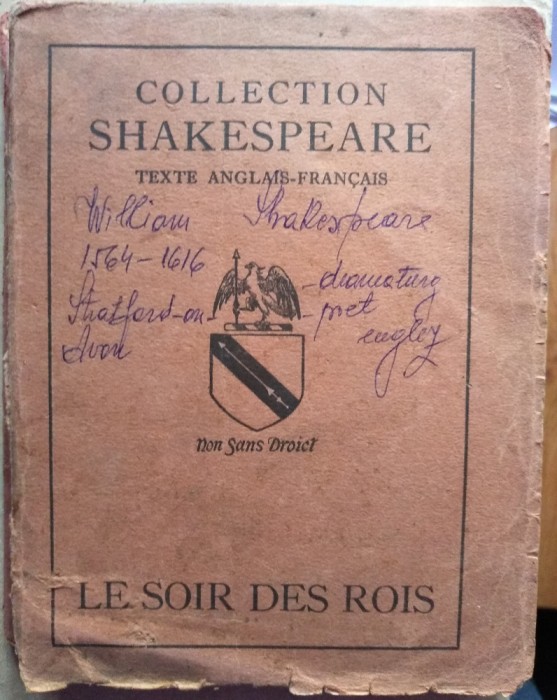 COLLECTION
SHAKESPEARE
TEXTE ANGLAIS-FRANÇAIS
William Shakespeare
1564-1616
- dramaturg
Stratford-on-
- poet
Avon
engley
Non Sans Droict
LE SOIR DES ROIS